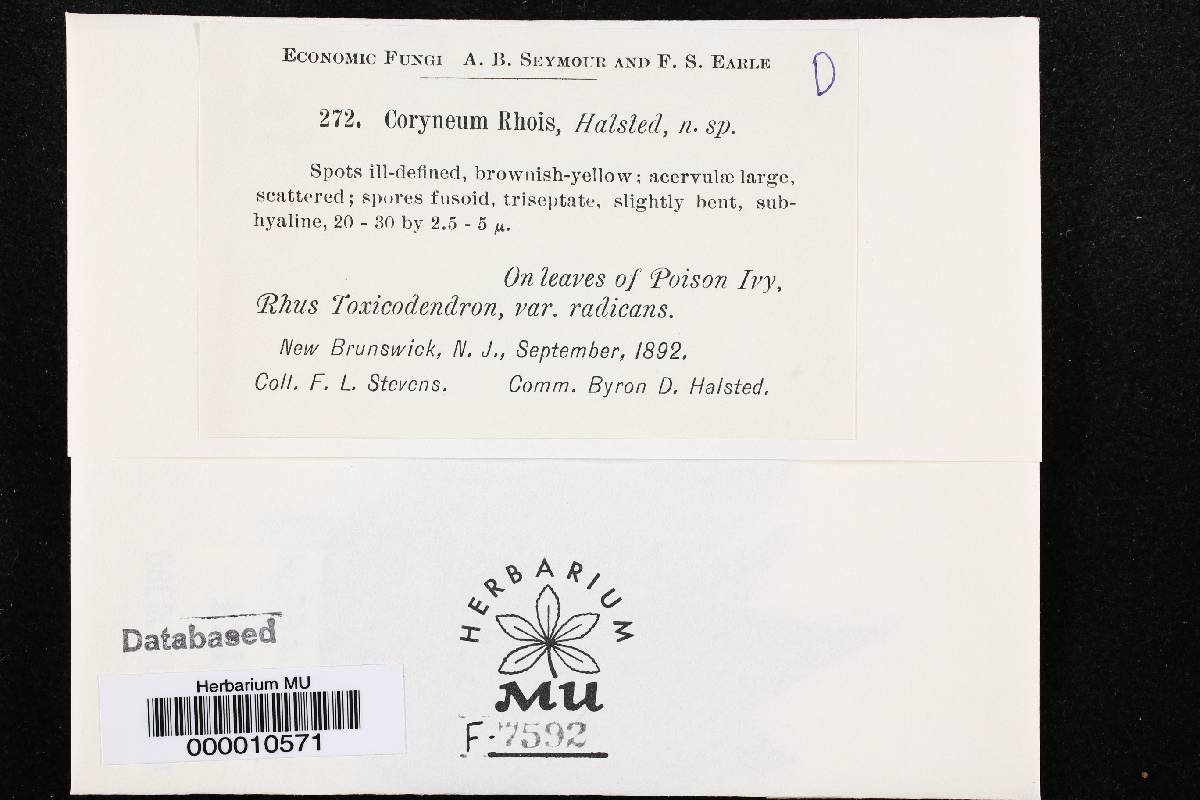 ECONOMIC FUNGI A. B. SEYMOUR AND F. S. EARLE
D
272. Coryneum Rhois, Halsted, n. sp.
Spots ill-defined, brownish-yellow; acervulæ large,
scattered; spores fusoid, triseptate, slightly bent, sub-
hyaline, 20 - 30 by 2.5 - 5 µ.
On leaves of Poison Ivy,
Rhus Toxicodendron, var. radicans.
New Brunswick, N. J., September, 1892.
Coll. F. L. Stevens. Comm. Byron D. Halsted.
HERBARIUM
MU
F-7592
Databased
Herbarium MU
000010571